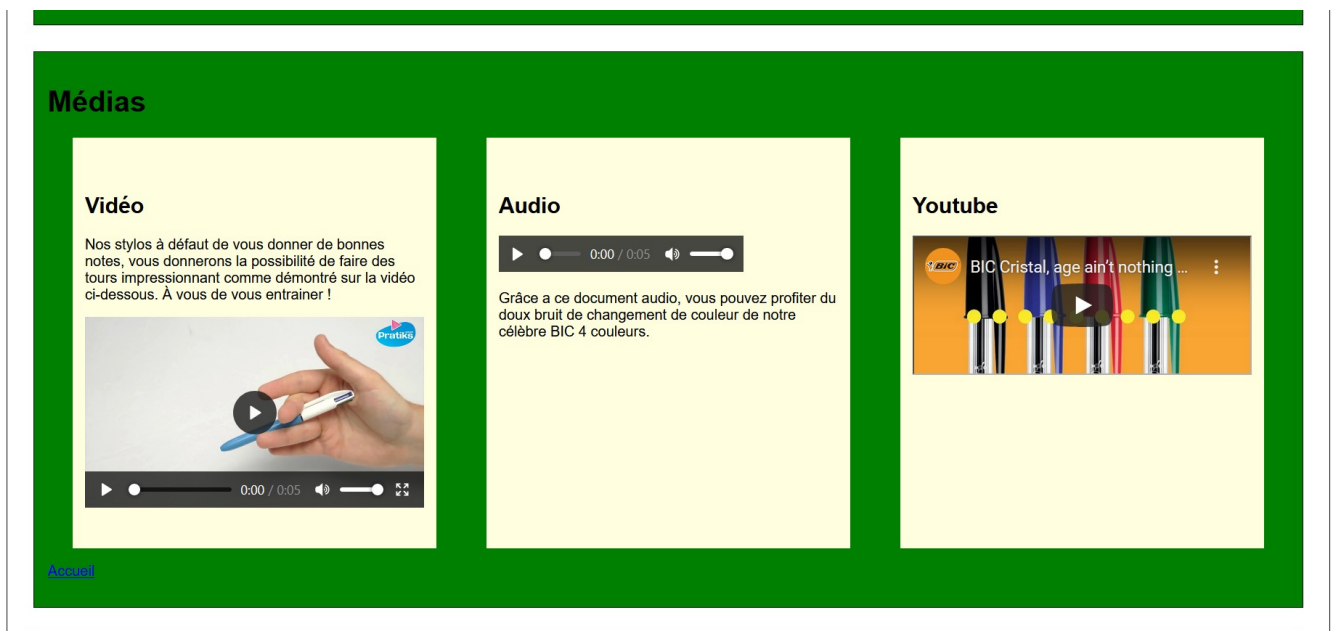 Médias
Vidéo
Nos stylos à défaut de vous donner de bonnes
notes, vous donnerons la possibilité de faire des
tours impressionnant comme démontré sur la vidéo
ci-dessous. À vous de vous entrainer !
Pratiks
0:00 / 0:05
Audio
0:00 / 0:05
Grâce a ce document audio, vous pouvez profiter du
doux bruit de changement de couleur de notre
célèbre BIC 4 couleurs.
Youtube
BIC
BIC Cristal, age ain’t nothing ...
Accueil